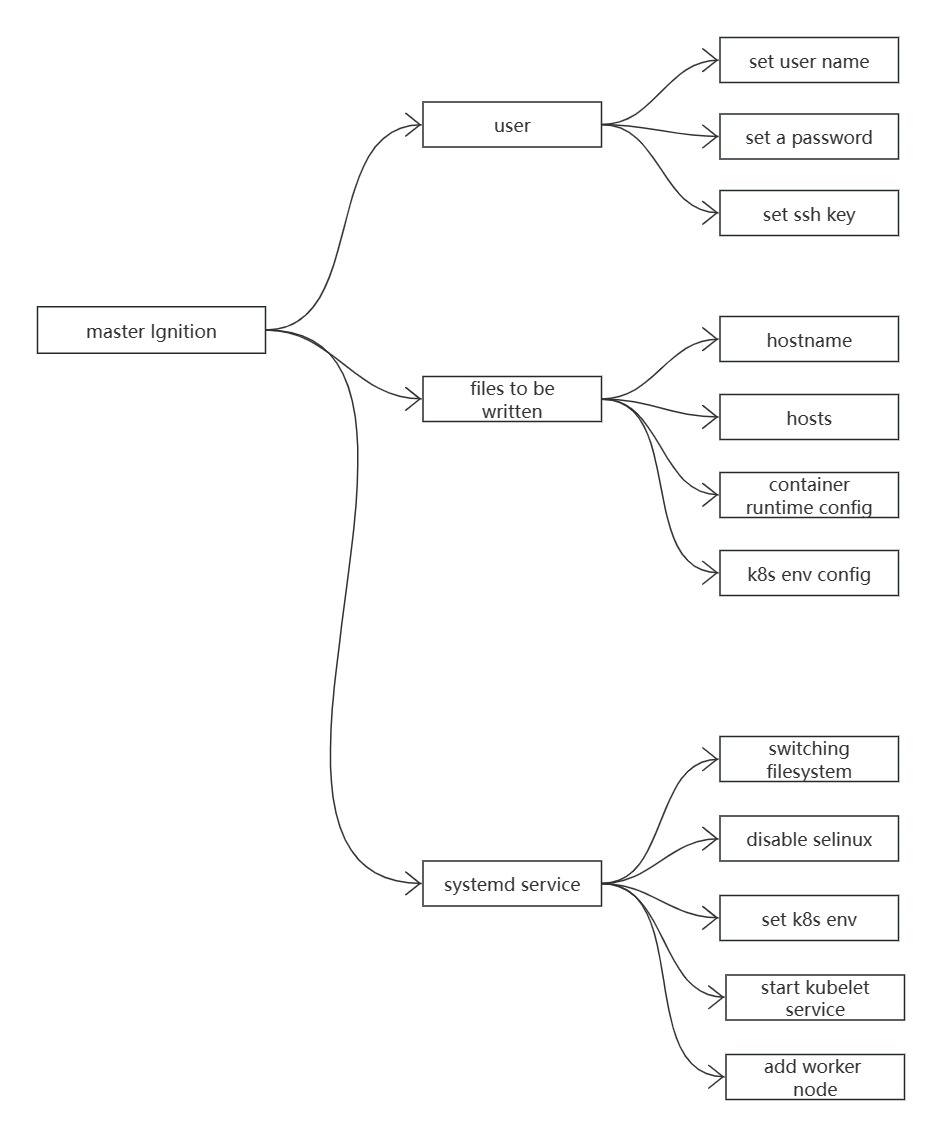 set user name
user
set a password
set ssh key
master Ignition
hostname
files to be
written
hosts
container
runtime config
k8s env config
switching
filesystem
disable selinux
systemd service
set k8s env
start kubelet
service
add worker
node